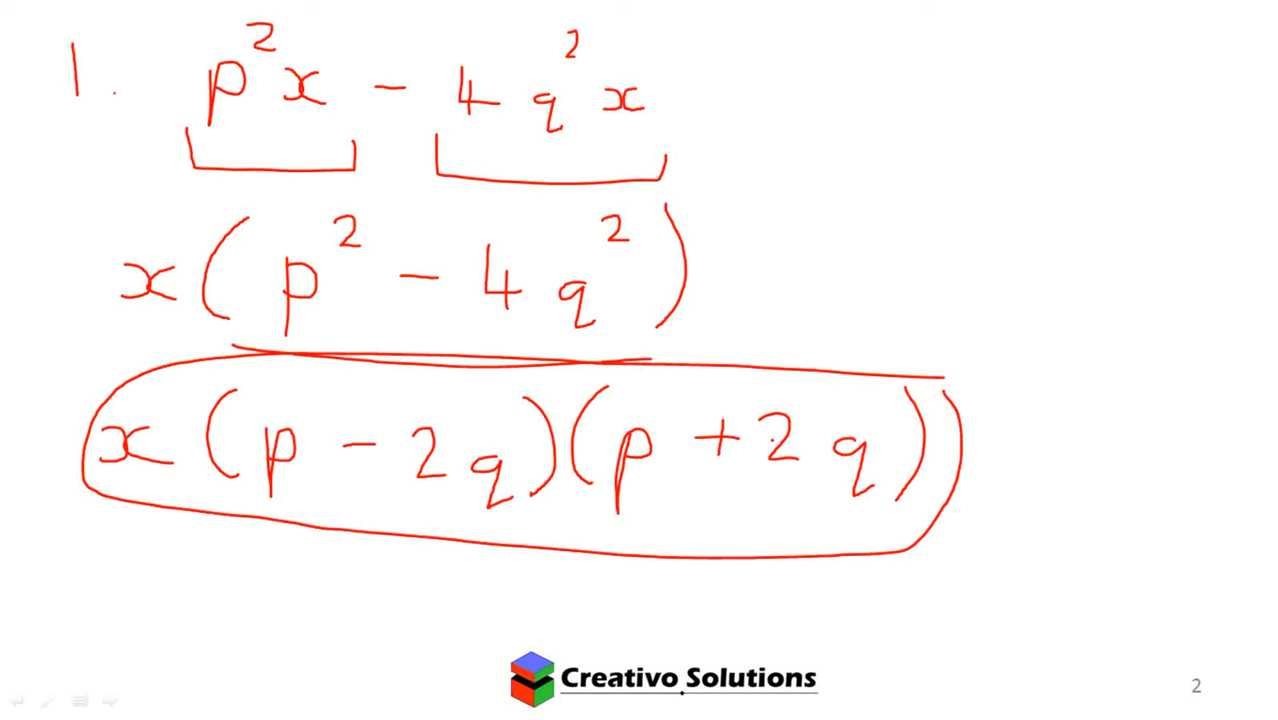 1. p²x - 4q²x
x(p² - 4q²)
x(p - 2q)(p + 2q)
Creativo Solutions
2